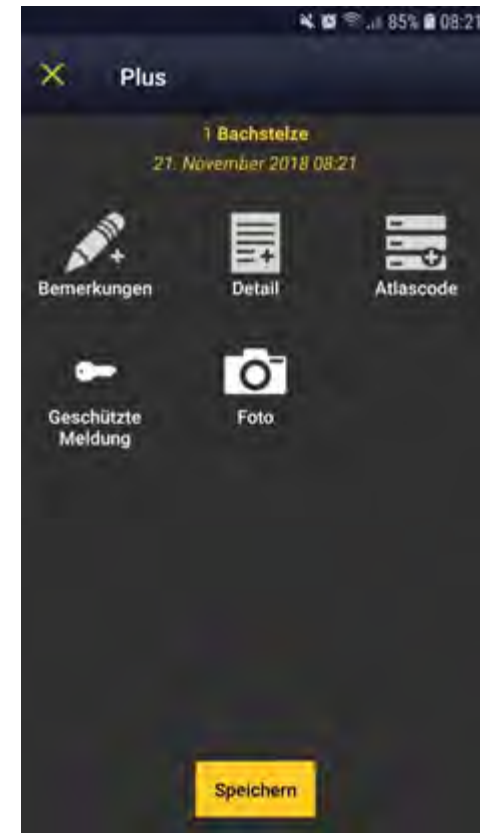 85% 08:21
Plus
1 Bachstelze
21. November 2018 08:21
Bemerkungen
Detail
Atlascode
Geschützte
Meldung
Foto
Speichern